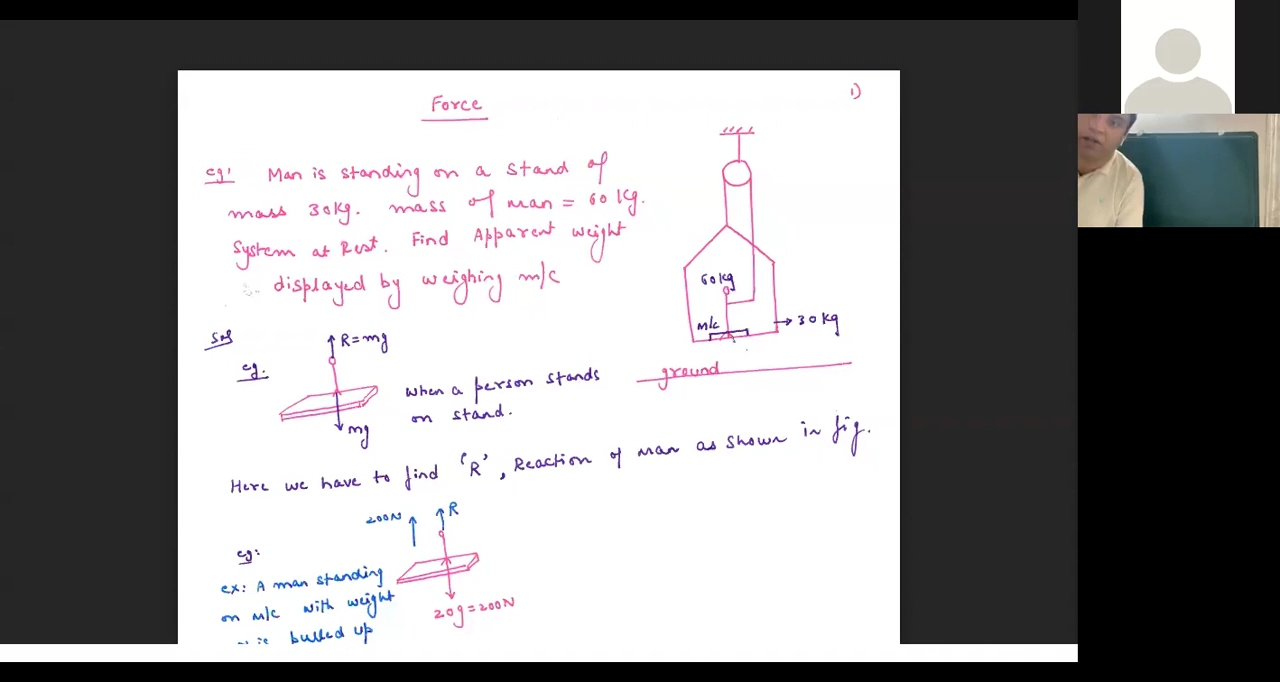 Force
1)
eg: Man is standing on a stand of
mass 30kg. mass of man = 60 kg.
System at Rest. Find Apparent weight
displayed by weighing m/c
60kg
m/c
30 kg
ground
Sol
eg.
R = mg
mg
when a person stands
on stand.
Here we have to find 'R', Reaction of man as shown in fig.
eg:
200N
R
20g = 200N
ex: A man standing
on m/c with weight
is pulled up